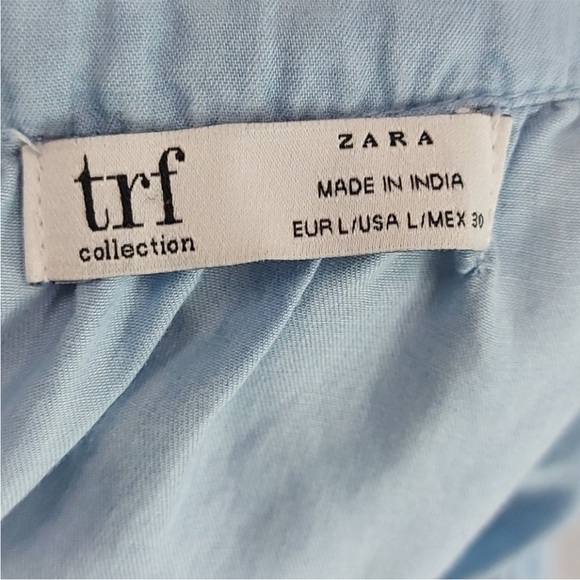 trf
collection
ZARA
MADE IN INDIA
EUR L/USA L/MEX 30